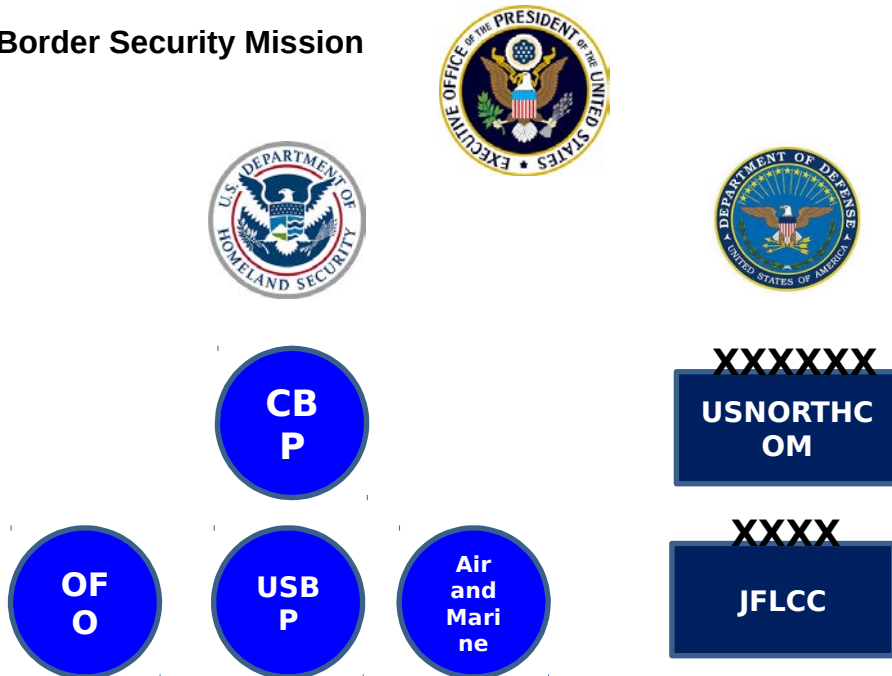 Border Security Mission
EXECUTIVE OFFICE OF THE PRESIDENT OF THE UNITED STATES
U.S. DEPARTMENT OF HOMELAND SECURITY
DEPARTMENT OF DEFENSE
UNITED STATES OF AMERICA
CB
P
XXXXXX
USNORTHC
OM
OF
O
USB
P
Air
and
Mari
ne
XXXX
JFLCC